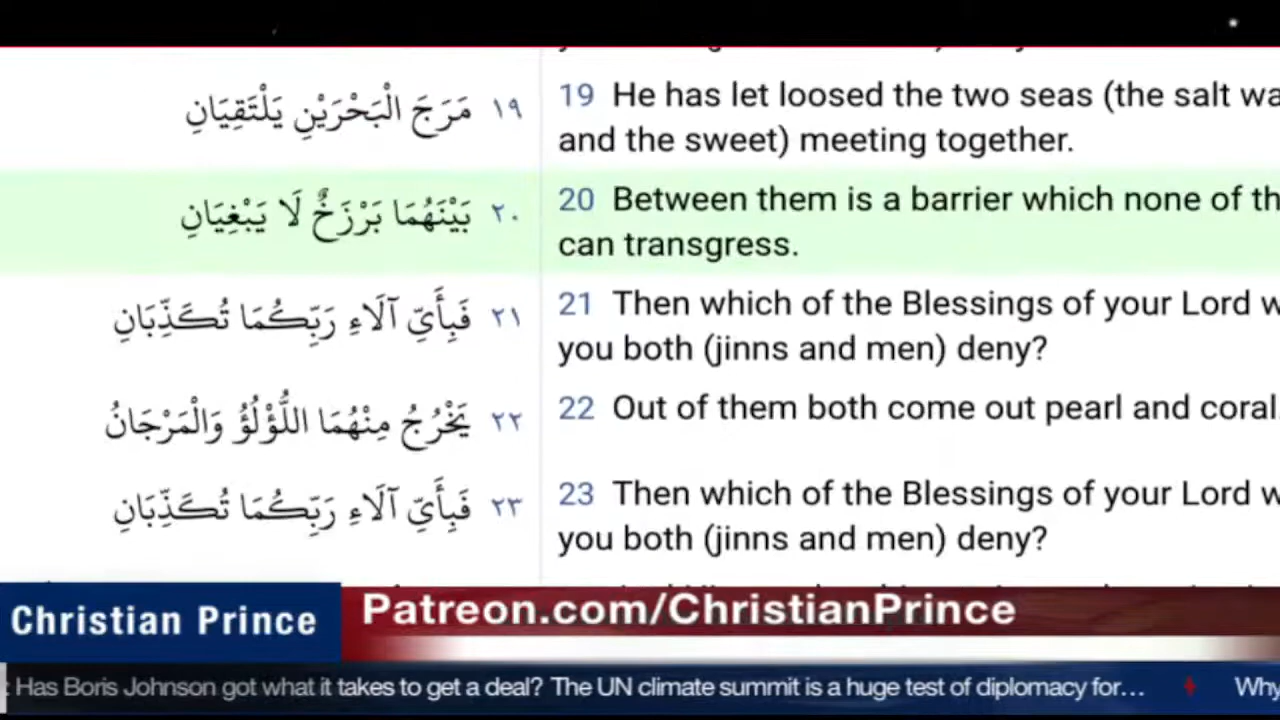 ١٩ مَرَجَ الْبَحْرَيْنِ يَلْتَقِيَانِ
19 He has let loosed the two seas (the salt wa
and the sweet) meeting together.
٢٠ بَيْنَهُمَا بَرْزَخٌ لَا يَبْغِيَانِ
20 Between them is a barrier which none of th
can transgress.
٢١ فَبِأَيِّ آلَاءِ رَبِّكُمَا تُكَذِّبَانِ
21 Then which of the Blessings of your Lord w
you both (jinns and men) deny?
٢٢ يَخْرُجُ مِنْهُمَا اللُّؤْلُؤُ وَالْمَرْجَانُ
22 Out of them both come out pearl and coral
٢٣ فَبِأَيِّ آلَاءِ رَبِّكُمَا تُكَذِّبَانِ
23 Then which of the Blessings of your Lord w
you both (jinns and men) deny?
Christian Prince
Patreon.com/ChristianPrince
: Has Boris Johnson got what it takes to get a deal? The UN climate summit is a huge test of diplomacy for… Why